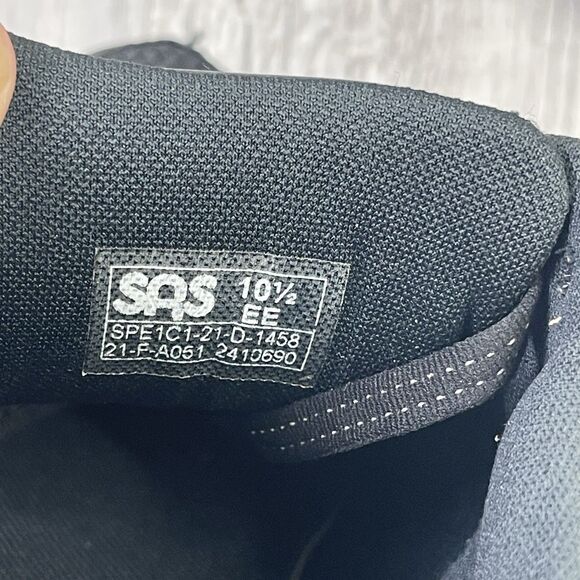 SAS 10½
EE
SPE1C1-21-D-1458
21-F-A051 2410690